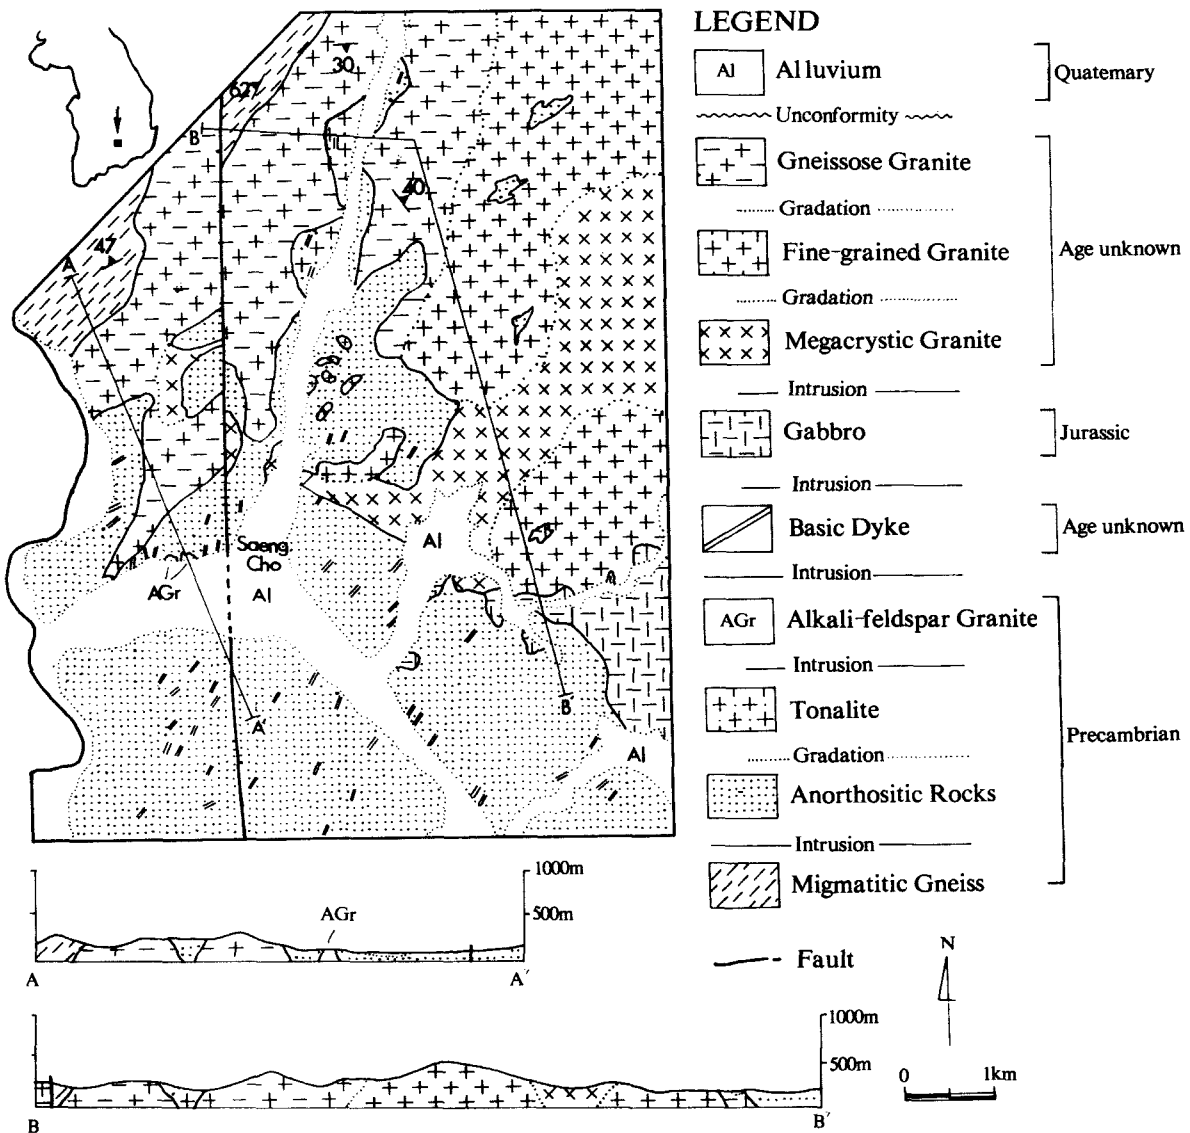 30
62?
B
40
47
A
Saeng
Cho
Al
Al
AGr
A'
B'
Al
LEGEND
Al Alluvium Quatemary
Unconformity
Gneissose Granite
Gradation
Fine-grained Granite Age unknown
Gradation
Megacrystic Granite
Intrusion
Gabbro Jurassic
Intrusion
Basic Dyke Age unknown
Intrusion
AGr Alkali-feldspar Granite
Intrusion
Tonalite Precambrian
Gradation
Anorthositic Rocks
Intrusion
Migmatitic Gneiss
Fault
N
0 1km
1000m
500m
AGr
A A'
1000m
500m
B B'